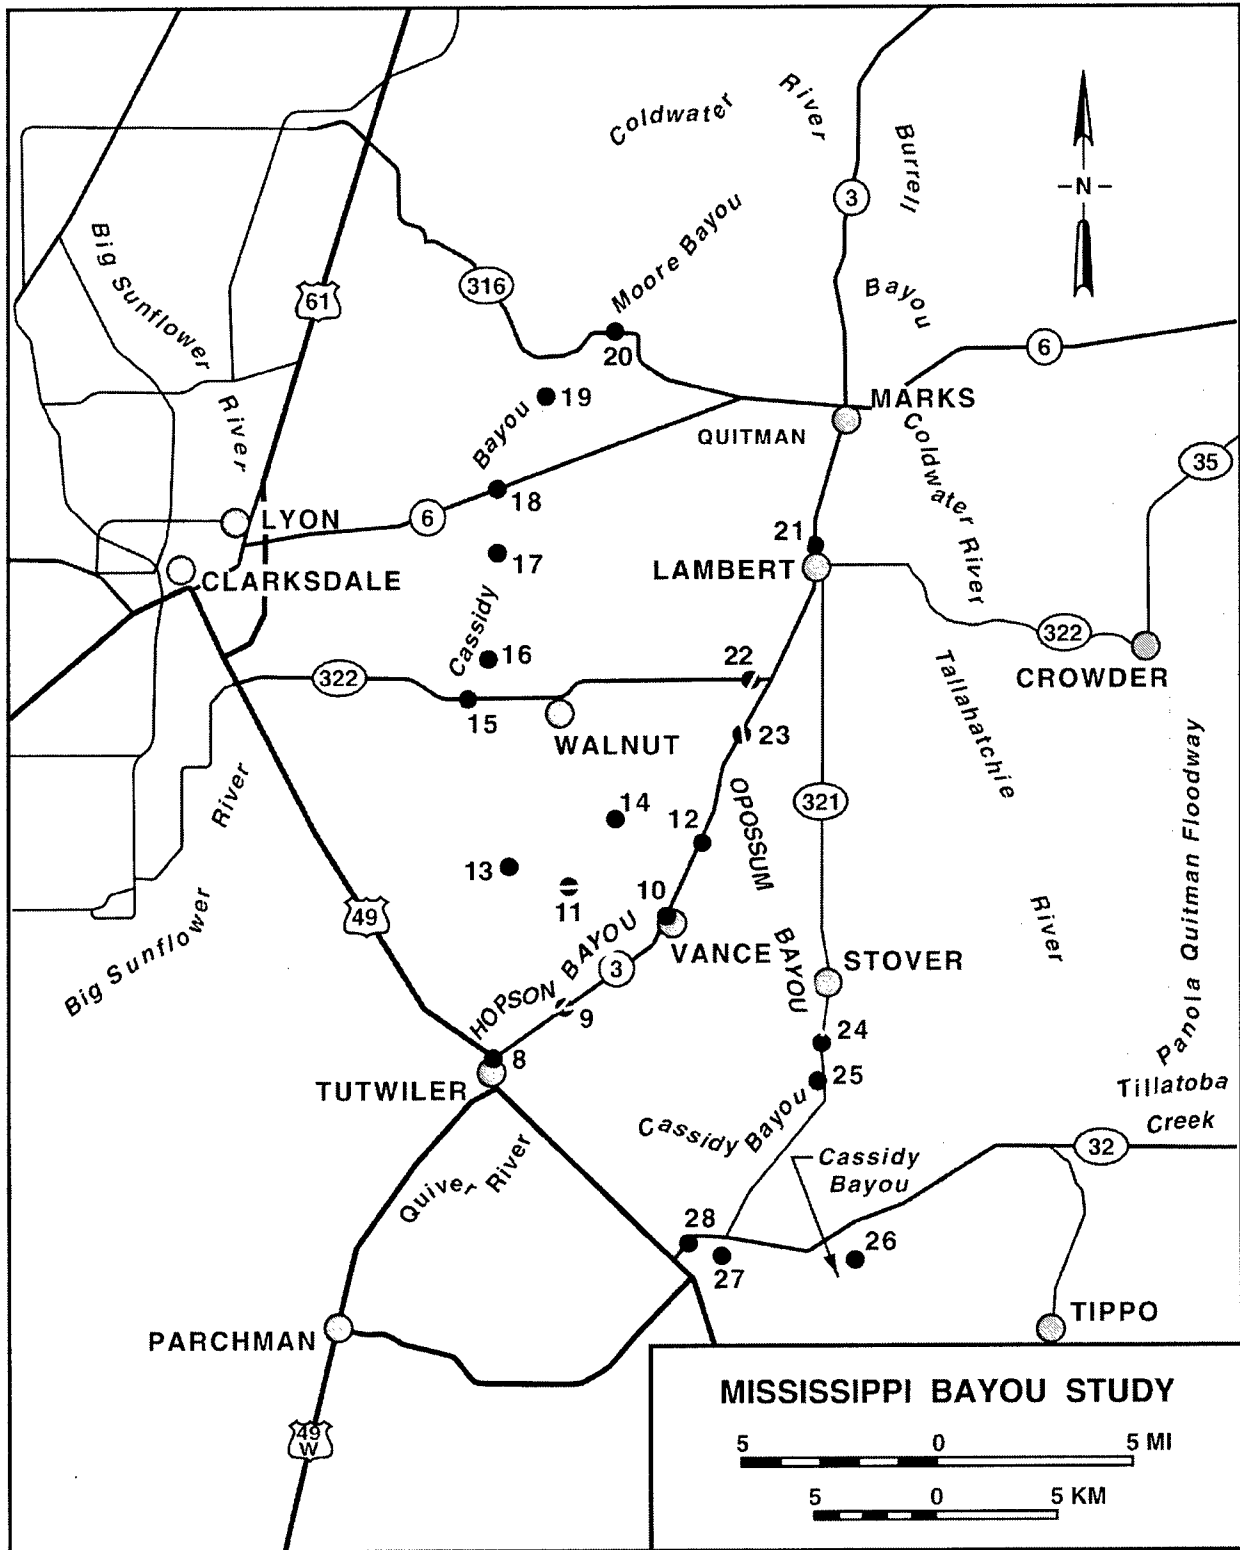 Coldwater River
Burrell Bayou
N
3
Big Sunflower River
61
316
Moore Bayou
20
6
19
MARKS
QUITMAN
Coldwater River
35
Cassidy Bayou
18
LYON
6
17
21
LAMBERT
CLARKSDALE
322
CROWDER
16
322
15
WALNUT
22
23
Tallahatchie River
Panola Quitman Floodway
321
OPOSSUM BAYOU
14
12
13
11
10
Big Sunflower River
49
VANCE
HOPSON BAYOU
3
STOVER
9
8
TUTWILER
24
25
Tillatoba
Creek
Cassidy Bayou
32
Cassidy
Bayou
Quiver River
28
27
26
TIPPO
PARCHMAN
49
W
MISSISSIPPI BAYOU STUDY
5 0 5 MI
5 0 5 KM